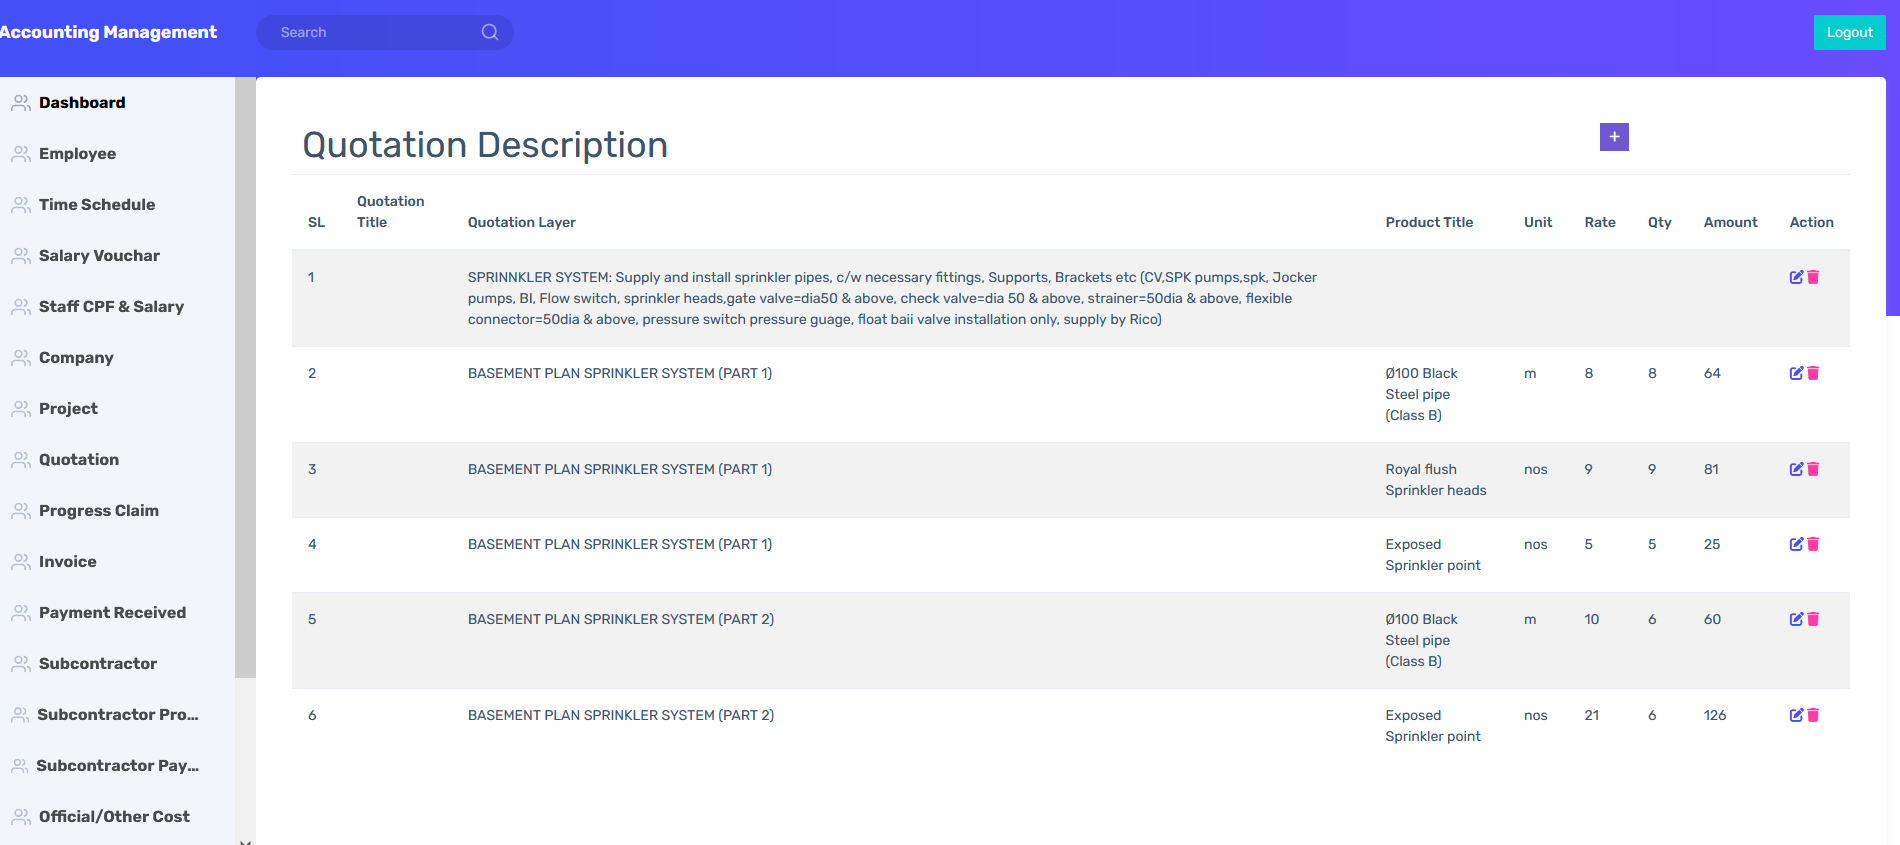 Accounting Management
Search
Logout
Dashboard
Employee
Time Schedule
Salary Vouchar
Staff CPF & Salary
Company
Project
Quotation
Progress Claim
Invoice
Payment Received
Subcontractor
Subcontractor Pro...
Subcontractor Pay...
Official/Other Cost
Quotation Description
+
SL Quotation Title Quotation Layer Product Title Unit Rate Qty Amount Action
1 SPRINNKLER SYSTEM: Supply and install sprinkler pipes, c/w necessary fittings, Supports, Brackets etc (CV,SPK pumps,spk, Jocker
pumps, BI, Flow switch, sprinkler heads,gate valve=dia50 & above, check valve=dia 50 & above, strainer=50dia & above, flexible
connector=50dia & above, pressure switch pressure guage, float baii valve installation only, supply by Rico)
2 BASEMENT PLAN SPRINKLER SYSTEM (PART 1) Ø100 Black m 8 8 64
Steel pipe
(Class B)
3 BASEMENT PLAN SPRINKLER SYSTEM (PART 1) Royal flush nos 9 9 81
Sprinkler heads
4 BASEMENT PLAN SPRINKLER SYSTEM (PART 1) Exposed nos 5 5 25
Sprinkler point
5 BASEMENT PLAN SPRINKLER SYSTEM (PART 2) Ø100 Black m 10 6 60
Steel pipe
(Class B)
6 BASEMENT PLAN SPRINKLER SYSTEM (PART 2) Exposed nos 21 6 126
Sprinkler point